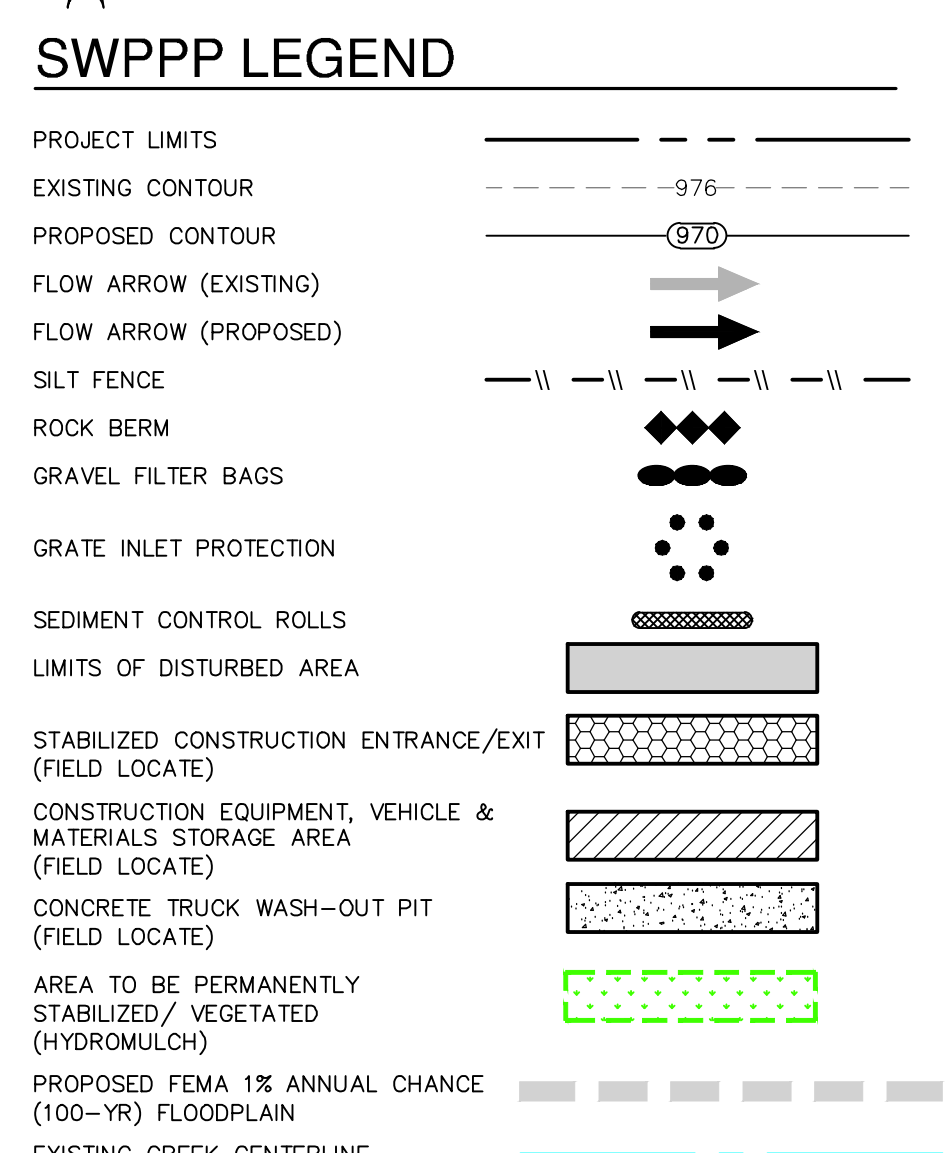 SWPPP LEGEND
PROJECT LIMITS
EXISTING CONTOUR
976
PROPOSED CONTOUR
970
FLOW ARROW (EXISTING)
FLOW ARROW (PROPOSED)
SILT FENCE
ROCK BERM
GRAVEL FILTER BAGS
GRATE INLET PROTECTION
SEDIMENT CONTROL ROLLS
LIMITS OF DISTURBED AREA
STABILIZED CONSTRUCTION ENTRANCE/EXIT
(FIELD LOCATE)
CONSTRUCTION EQUIPMENT, VEHICLE &
MATERIALS STORAGE AREA
(FIELD LOCATE)
CONCRETE TRUCK WASH-OUT PIT
(FIELD LOCATE)
AREA TO BE PERMANENTLY
STABILIZED/ VEGETATED
(HYDROMULCH)
PROPOSED FEMA 1% ANNUAL CHANCE
(100-YR) FLOODPLAIN
EXISTING CREEK CENTERLINE